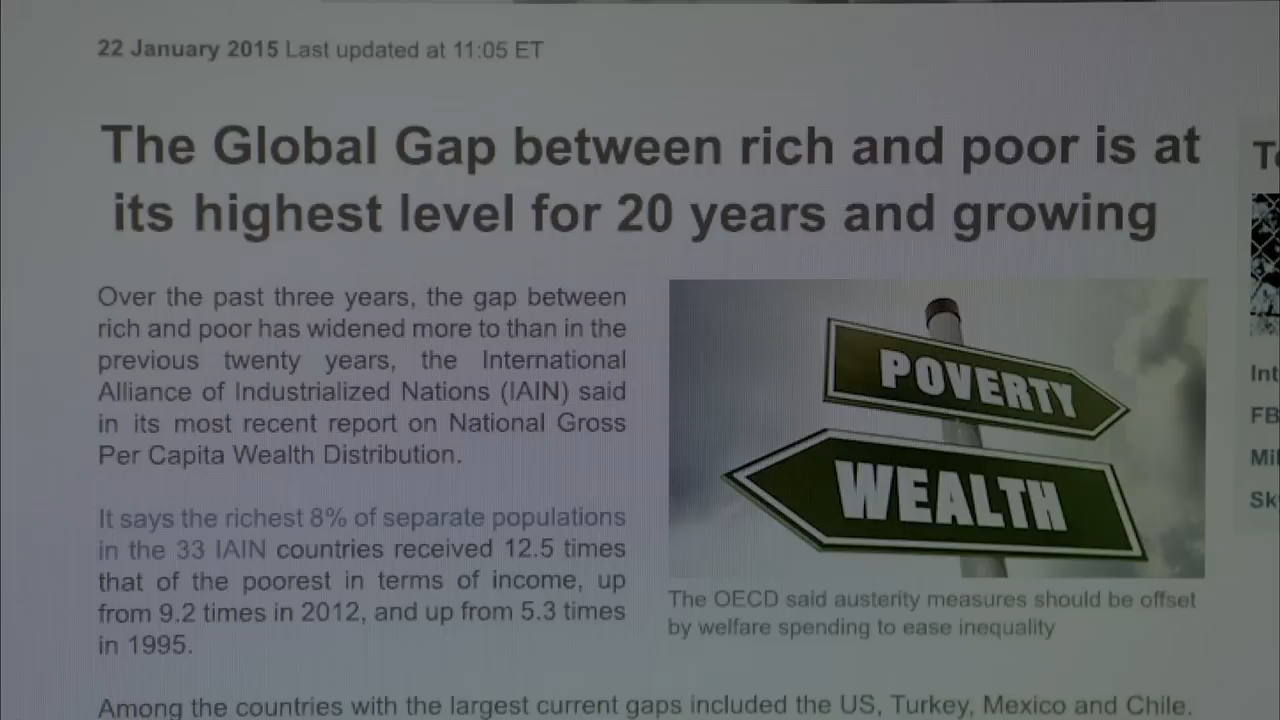 22 January 2015 Last updated at 11:05 ET
The Global Gap between rich and poor is at
its highest level for 20 years and growing
Over the past three years, the gap between
rich and poor has widened more to than in the
previous twenty years, the International
Alliance of Industrialized Nations (IAIN) said
in its most recent report on National Gross
Per Capita Wealth Distribution.
It says the richest 8% of separate populations
in the 33 IAIN countries received 12.5 times
that of the poorest in terms of income, up
from 9.2 times in 2012, and up from 5.3 times
in 1995.
Among the countries with the largest current gaps included the US, Turkey, Mexico and Chile.
POVERTY
WEALTH
The OECD said austerity measures should be offset
by welfare spending to ease inequality
Int
FB
Mil
Sk